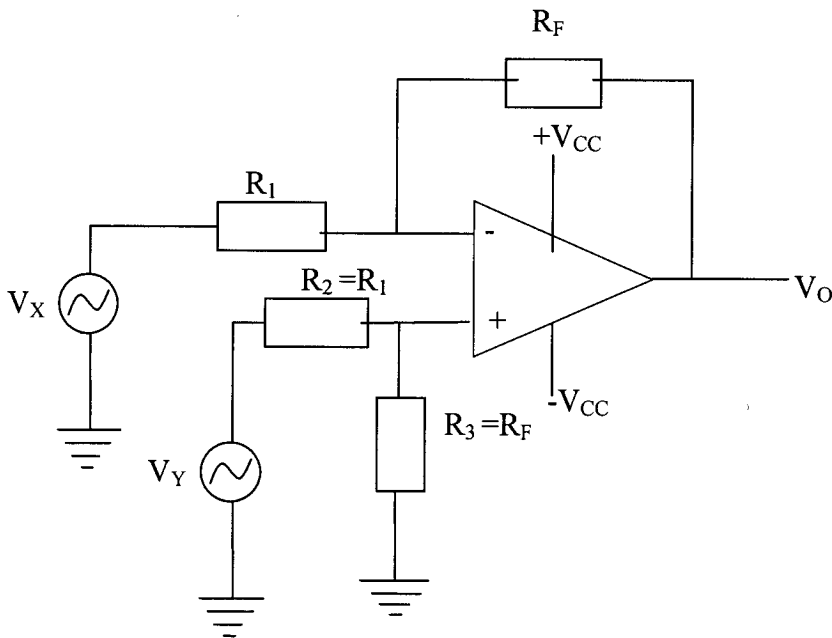 R_F
+V_CC
R_1
-
R_2 =R_1
V_X
V_O
+
-V_CC
R_3 =R_F
V_Y